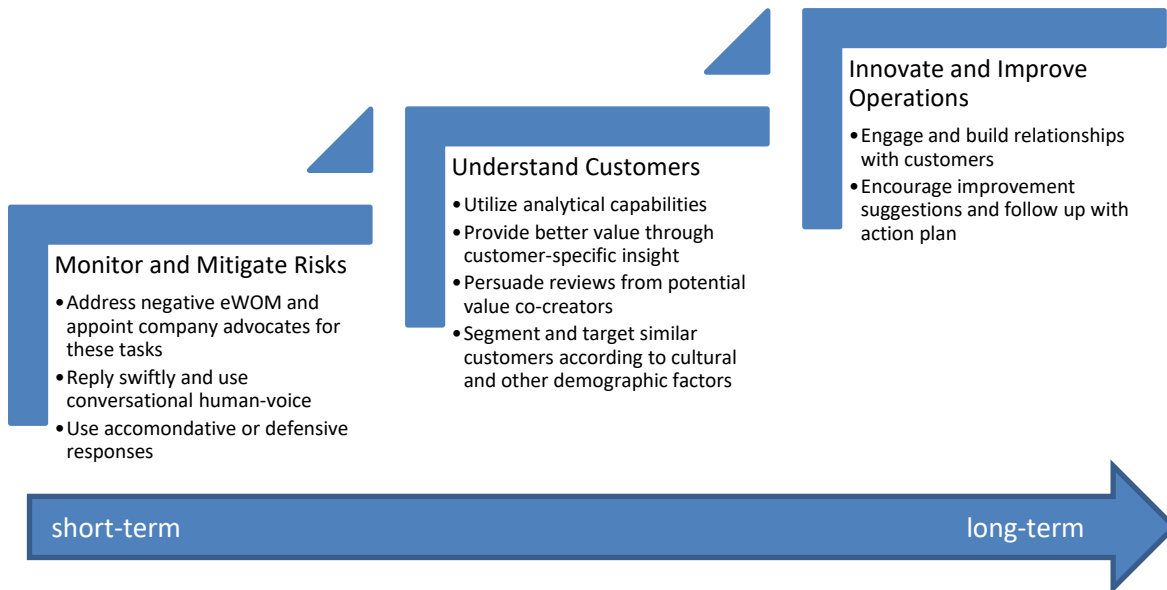 Monitor and Mitigate Risks
•Address negative eWOM and
appoint company advocates for
these tasks
•Reply swiftly and use
conversational human-voice
•Use accomondative or defensive
responses
Understand Customers
•Utilize analytical capabilities
•Provide better value through
customer-specific insight
•Persuade reviews from potential
value co-creators
•Segment and target similar
customers according to cultural
and other demographic factors
Innovate and Improve
Operations
•Engage and build relationships
with customers
•Encourage improvement
suggestions and follow up with
action plan
short-term
long-term